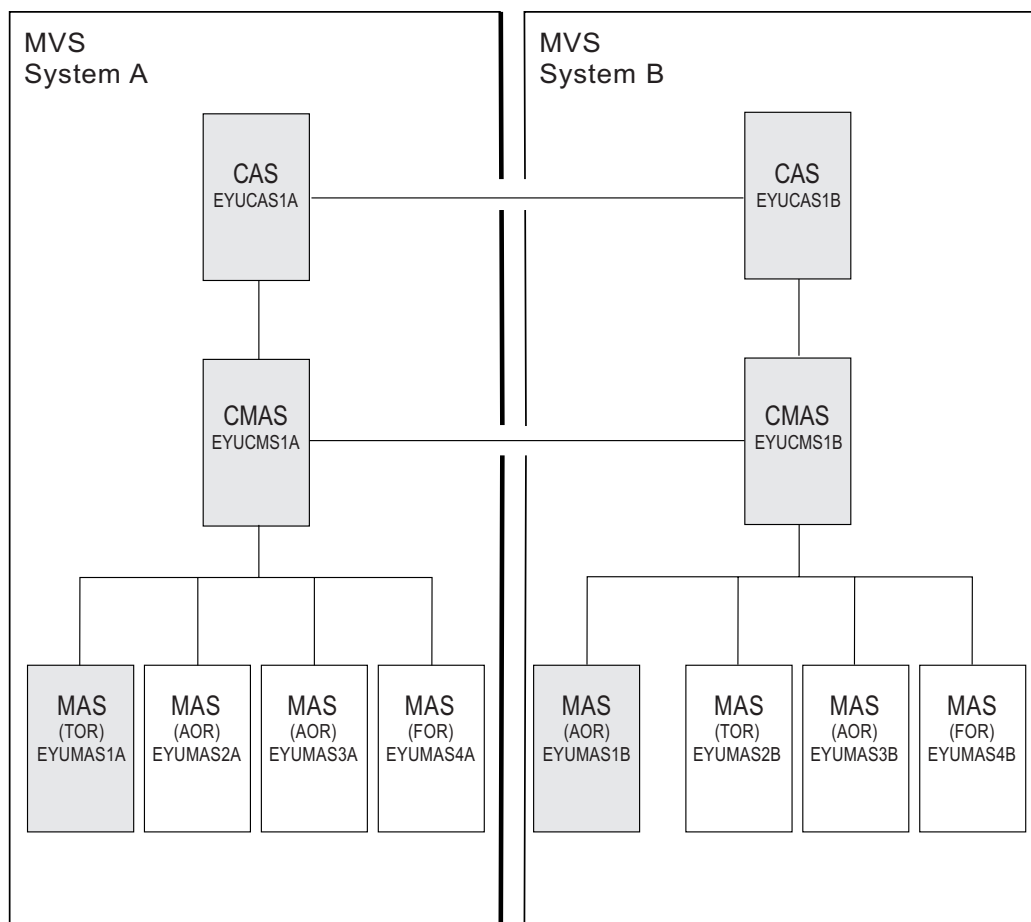 MVS
System A
MVS
System B
CAS
EYUCAS1A
CAS
EYUCAS1B
CMAS
EYUCMS1A
CMAS
EYUCMS1B
MAS
(TOR)
EYUMAS1A
MAS
(AOR)
EYUMAS2A
MAS
(AOR)
EYUMAS3A
MAS
(FOR)
EYUMAS4A
MAS
(AOR)
EYUMAS1B
MAS
(TOR)
EYUMAS2B
MAS
(AOR)
EYUMAS3B
MAS
(FOR)
EYUMAS4B